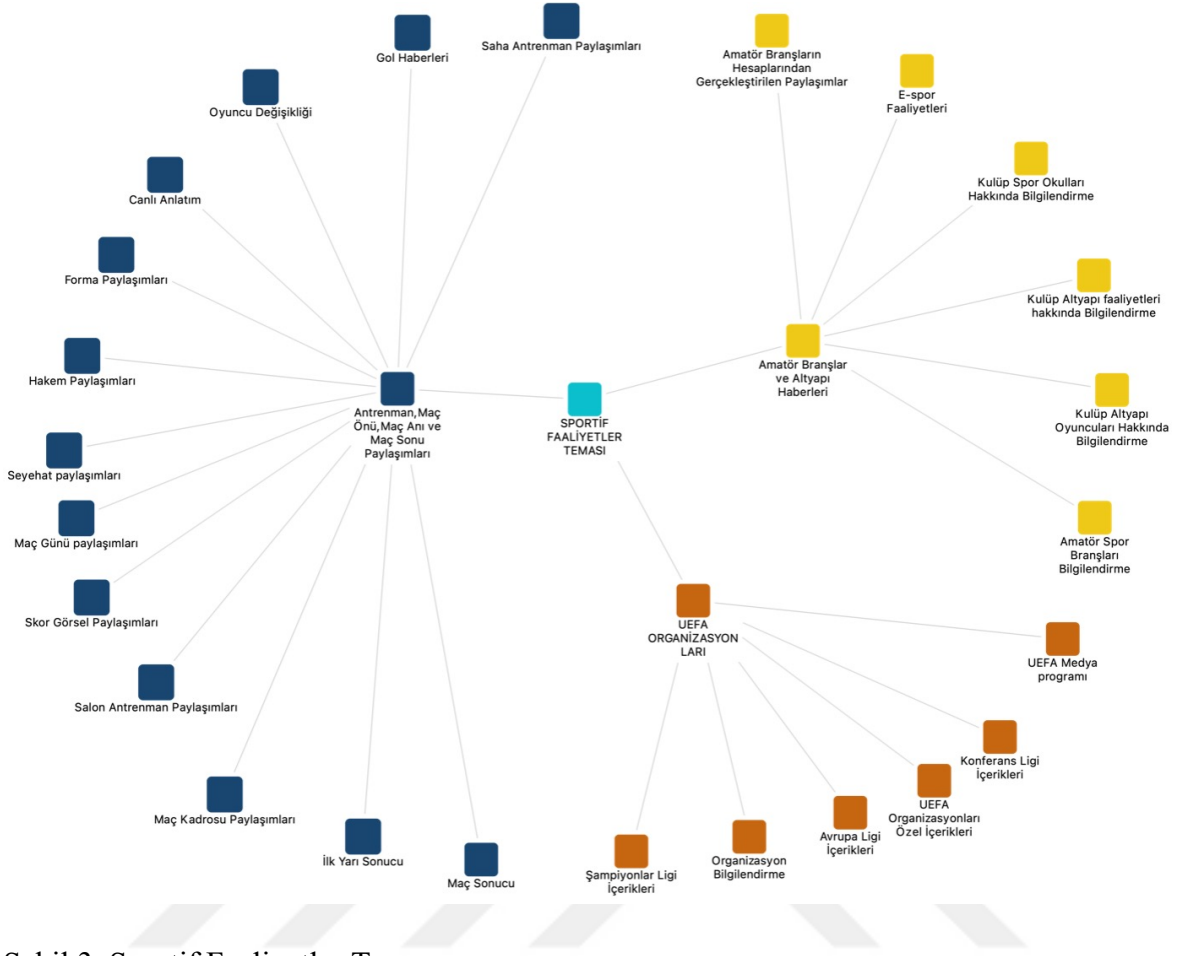 Saha Antrenman Paylaşımları
Gol Haberleri
Oyuncu Değişikliği
Canlı Anlatım
Forma Paylaşımları
Hakem Paylaşımları
Seyehat paylaşımları
Maç Günü paylaşımları
Skor Görsel Paylaşımları
Salon Antrenman Paylaşımları
Maç Kadrosu Paylaşımları
İlk Yarı Sonucu
Maç Sonucu
Antrenman,Maç
Önü,Maç Anı ve
Maç Sonu
Paylaşımları
SPORTİF
FAALİYETLER
TEMASI
Amatör Branşların
Hesaplarından
Gerçekleştirilen Paylaşımlar
E-spor
Faaliyetleri
Kulüp Spor Okulları
Hakkında Bilgilendirme
Kulüp Altyapı faaliyetleri
hakkında Bilgilendirme
Amatör Branşlar
ve Altyapı
Haberleri
Kulüp Altyapı
Oyuncuları Hakkında
Bilgilendirme
Amatör Spor
Branşları
Bilgilendirme
UEFA
ORGANİZASYON
LARI
UEFA Medya
programı
Konferans Ligi
İçerikleri
UEFA
Organizasyonları
Özel İçerikleri
Avrupa Ligi
İçerikleri
Organizasyon
Bilgilendirme
Şampiyonlar Ligi
İçerikleri